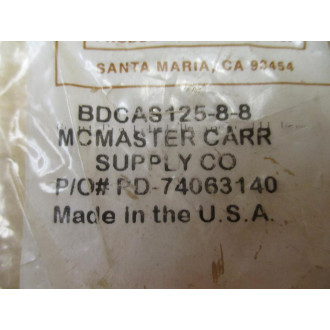 SANTA MARIA, CA 93454
BDCAS125-8-8
MCMASTER CARR
SUPPLY CO
P/O# PD-74063140
Made in the U.S.A.